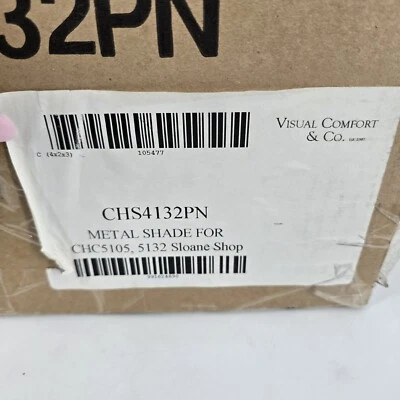 32PN
VISUAL COMFORT
& CO.
C (4x2x3)
105477
CHS4132PN
METAL SHADE FOR
CHC5105, 5132 Sloane Shop